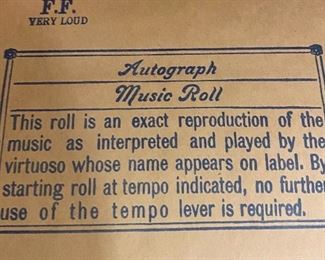 F.F.
VERY LOUD
Autograph
Music Roll
This roll is an exact reproduction of the
music as interpreted and played by the
virtuoso whose name appears on label. By
starting roll at tempo indicated, no further
use of the tempo lever is required.